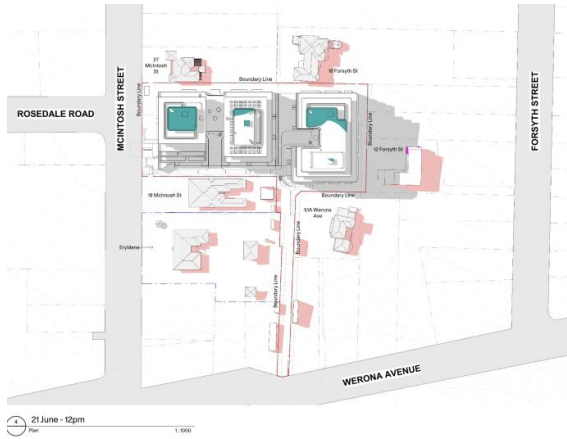 27
McIntosh
St
Boundary Line
16 Forsyth St
MCINTOSH STREET
Boundary Line
ROSEDALE ROAD
FORSYTH STREET
Boundary Line
12 Forsyth St
19 McIntosh St
Boundary Line
51A Werona
Ave
Boundary Line
Eryldene
Boundary Line
WERONA AVENUE
4
21 June - 12pm
Plan
1:1000